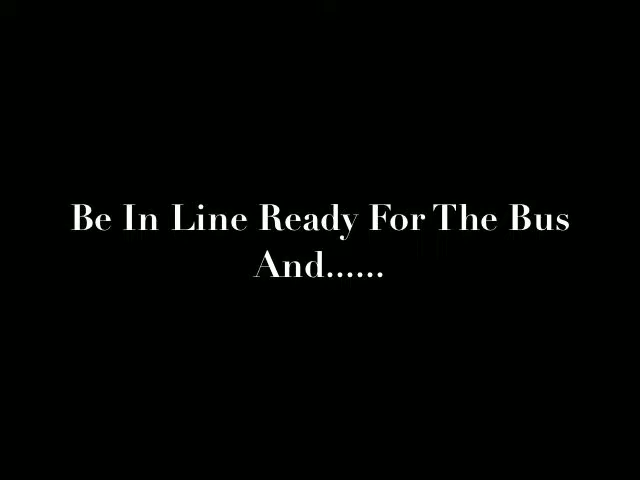 Be In Line Ready For The Bus
And......